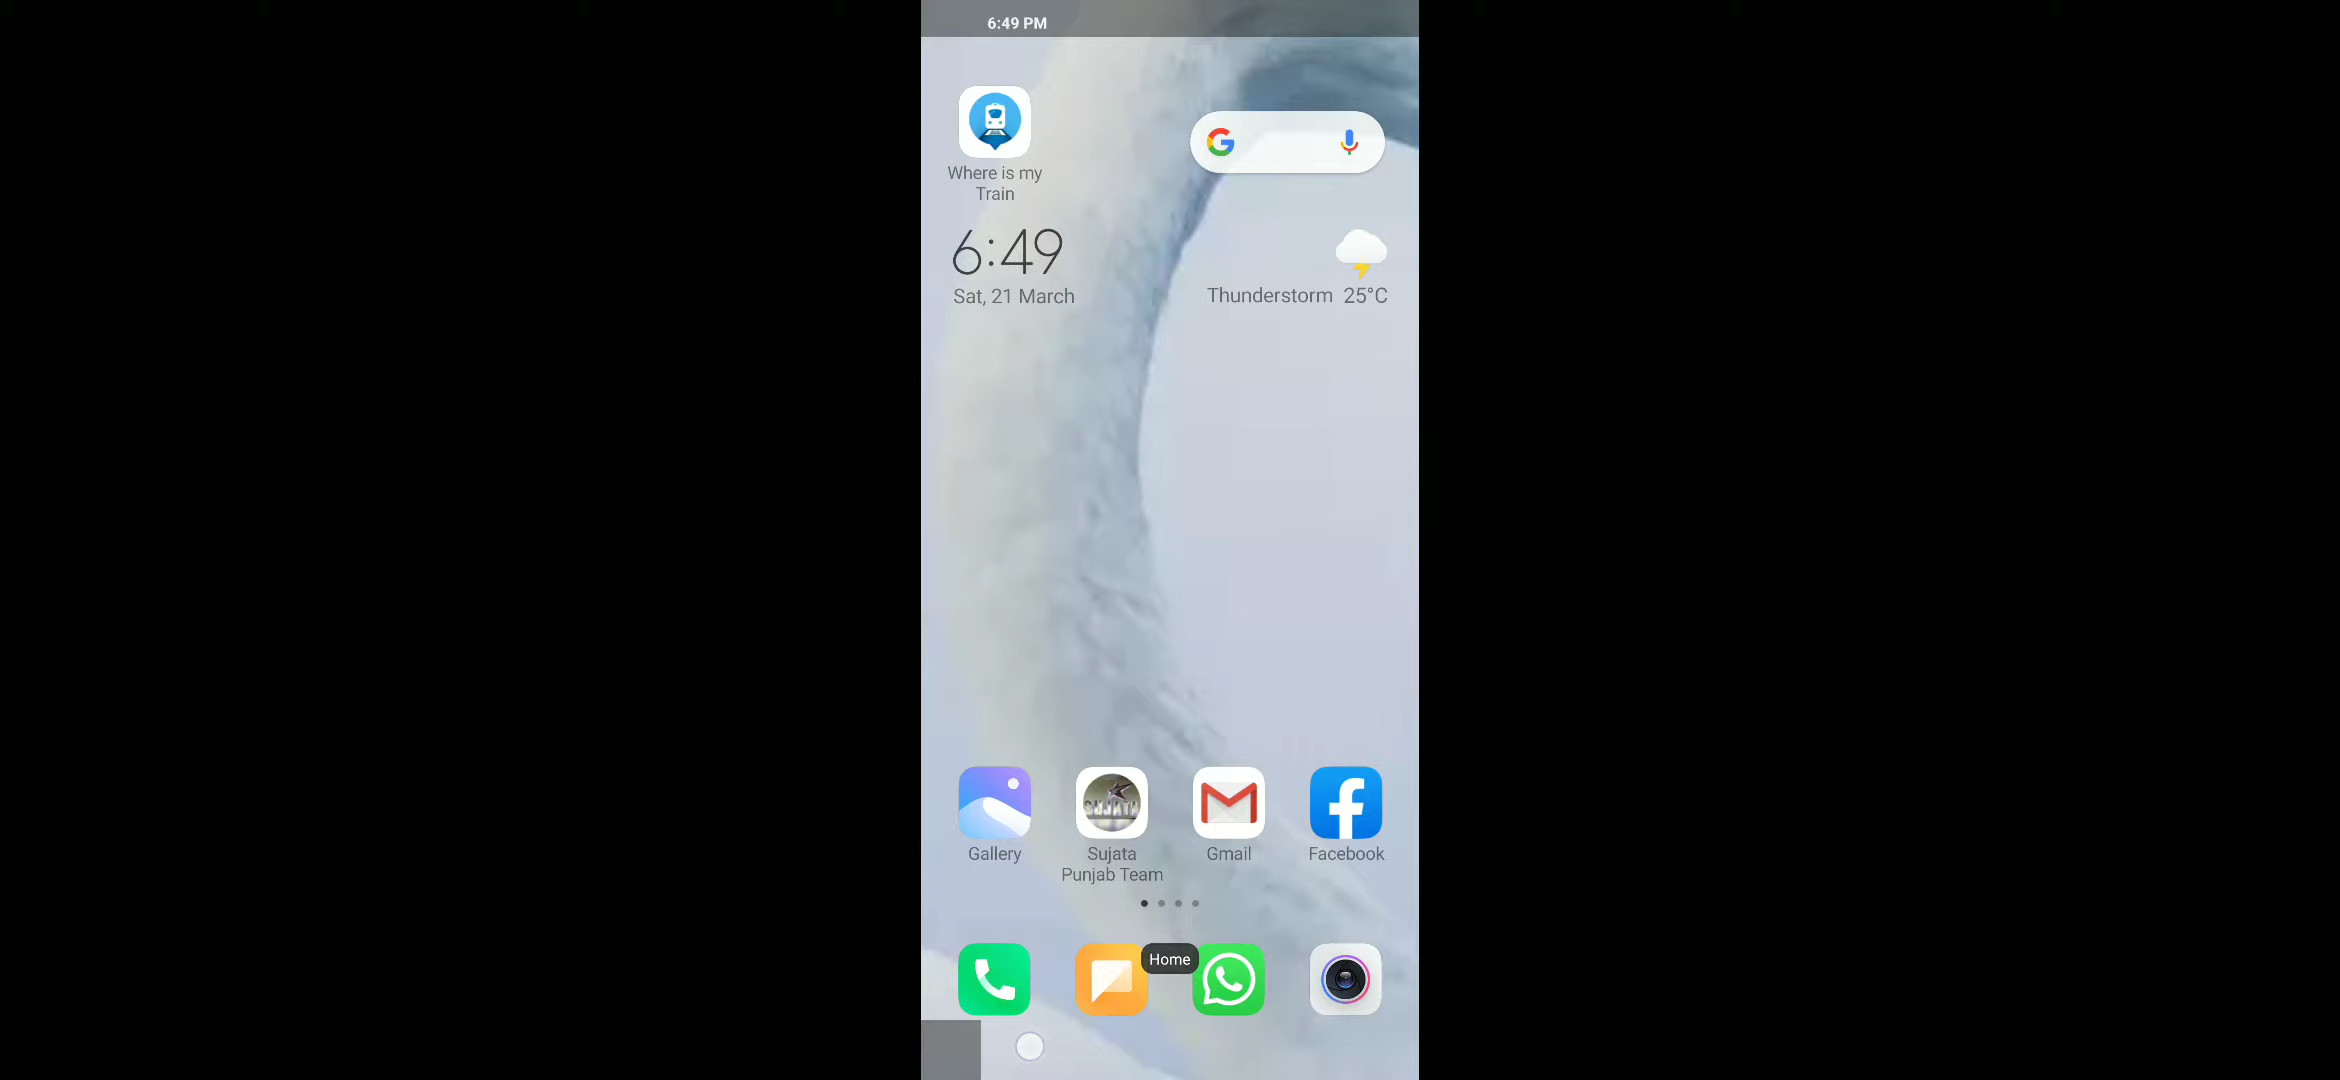 6:49 PM
Where is my
Train
6:49
Sat, 21 March
Thunderstorm 25°C
Gallery
SUJATA
Sujata
Punjab Team
Gmail
Facebook
Home